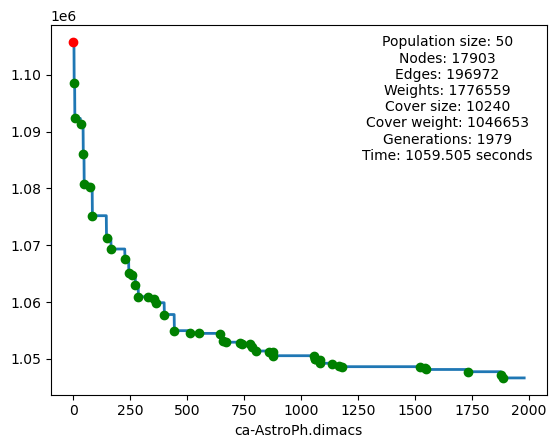 1e6
Population size: 50
Nodes: 17903
Edges: 196972
Weights: 1776559
Cover size: 10240
Cover weight: 1046653
Generations: 1979
Time: 1059.505 seconds
1.10
1.09
1.08
1.07
1.06
1.05
0 250 500 750 1000 1250 1500 1750 2000
ca-AstroPh.dimacs